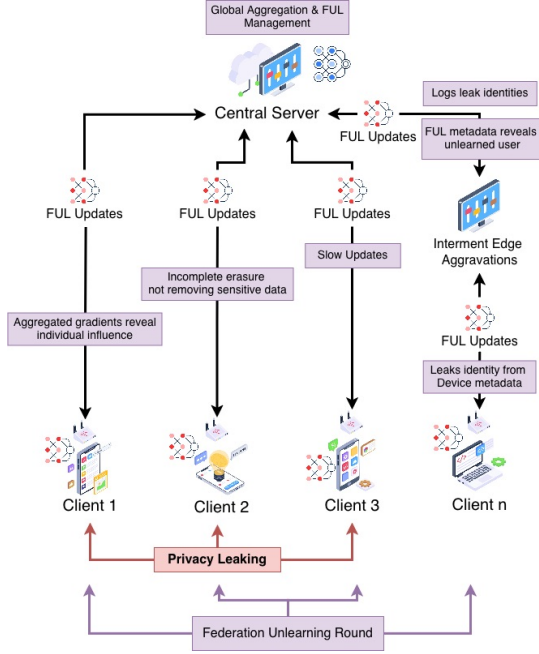 Global Aggregation & FUL
Management
Central Server
Logs leak identities
FUL Updates
FUL metadata reveals
unlearned user
FUL Updates
FUL Updates
FUL Updates
Interment Edge
Aggravations
Slow Updates
Incomplete erasure
not removing sensitive data
Aggregated gradients reveal
individual influence
FUL Updates
Leaks identity from
Device metadata
Client 1
Client 2
Client 3
Client n
Privacy Leaking
Federation Unlearning Round